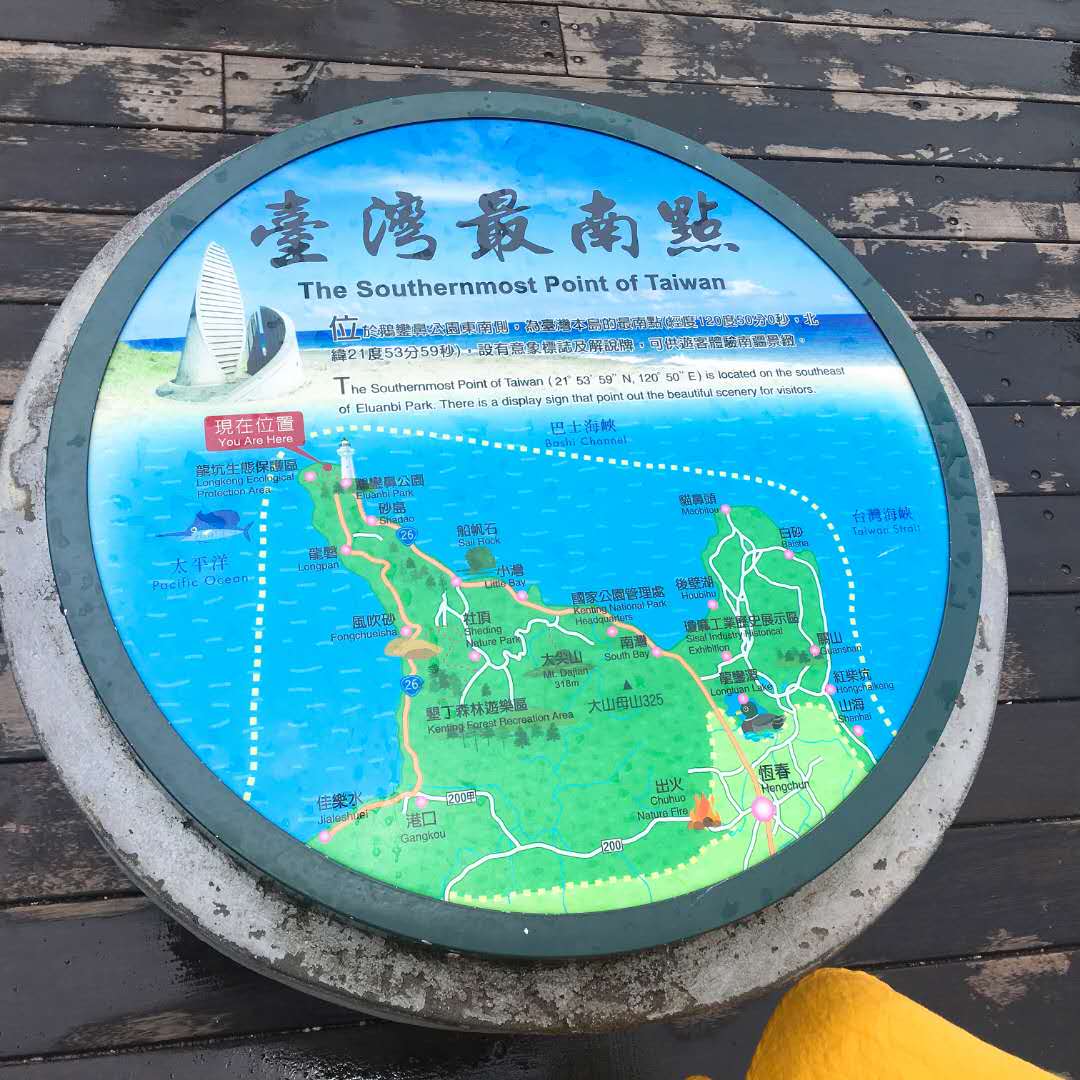 臺灣最南點
The Southernmost Point of Taiwan
位於鵝鑾鼻公園東南側，為臺灣本島的最南點(經度120度50分0秒，北
緯21度53分59秒)，設有意象標誌及解說牌，可供遊客體驗南疆景緻。
The Southernmost Point of Taiwan (21° 53' 59" N, 120° 50" E) is located on the southeast
of Eluanbi Park. There is a display sign that point out the beautiful scenery for visitors.
現在位置
You Are Here
巴士海峽
Bashi Channel
龍坑生態保護區
Longkeng Ecological
Protection Area
鵝鑾鼻公園
Eluanbi Park
砂島
Shadao
26
太平洋
Pacific Ocean
龍磐
Longpan
船帆石
Sail Rock
小灣
Little Bay
貓鼻頭
Maobitou
台灣海峽
Taiwan Strait
白砂
Baisha
後壁湖
Houbihu
國家公園管理處
Kenting National Park
Headquarters
風吹砂
Fongchueisha
社頂
Sheding
Nature Park
南灣
South Bay
瓊麻工業歷史展示區
Sisal Industry Historical
Exhibition
關山
Guanshan
大尖山
Mt. Dajian
318m
26
龍鑾潭
Longluan Lake
紅柴坑
Hongchaikeng
山海
Shanhai
大山母山325
墾丁森林遊樂區
Kenting Forest Recreation Area
佳樂水
Jialeshuei
200甲
港口
Gangkou
出火
Chuhuo
Nature Fire
恆春
Hengchun
200